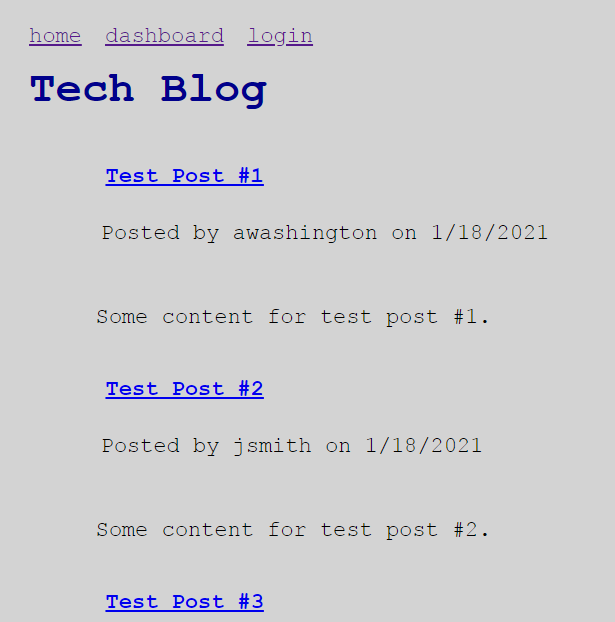 home dashboard login
Tech Blog
Test Post #1
Posted by awashington on 1/18/2021
Some content for test post #1.
Test Post #2
Posted by jsmith on 1/18/2021
Some content for test post #2.
Test Post #3